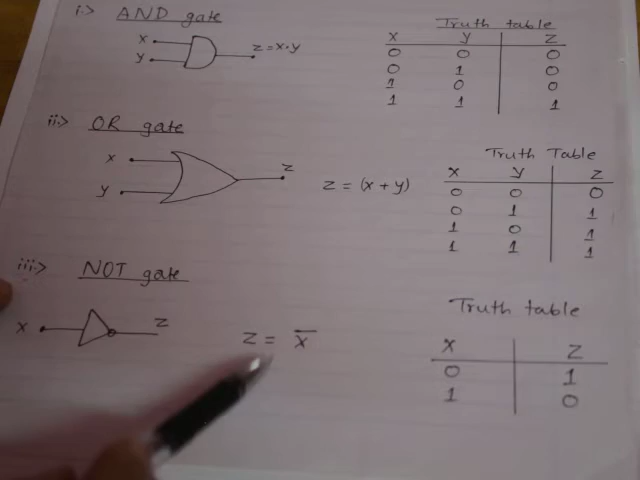 i.> AND gate
x
y
z = x.y
Truth table
x y z
0 0 0
0 1 0
1 0 0
1 1 1
ii.> OR gate
x
y
z
z = (x + y)
Truth Table
x y z
0 0 0
0 1 1
1 0 1
1 1 1
iii.> NOT gate
x
z
z = x̅
Truth table
x z
0 1
1 0